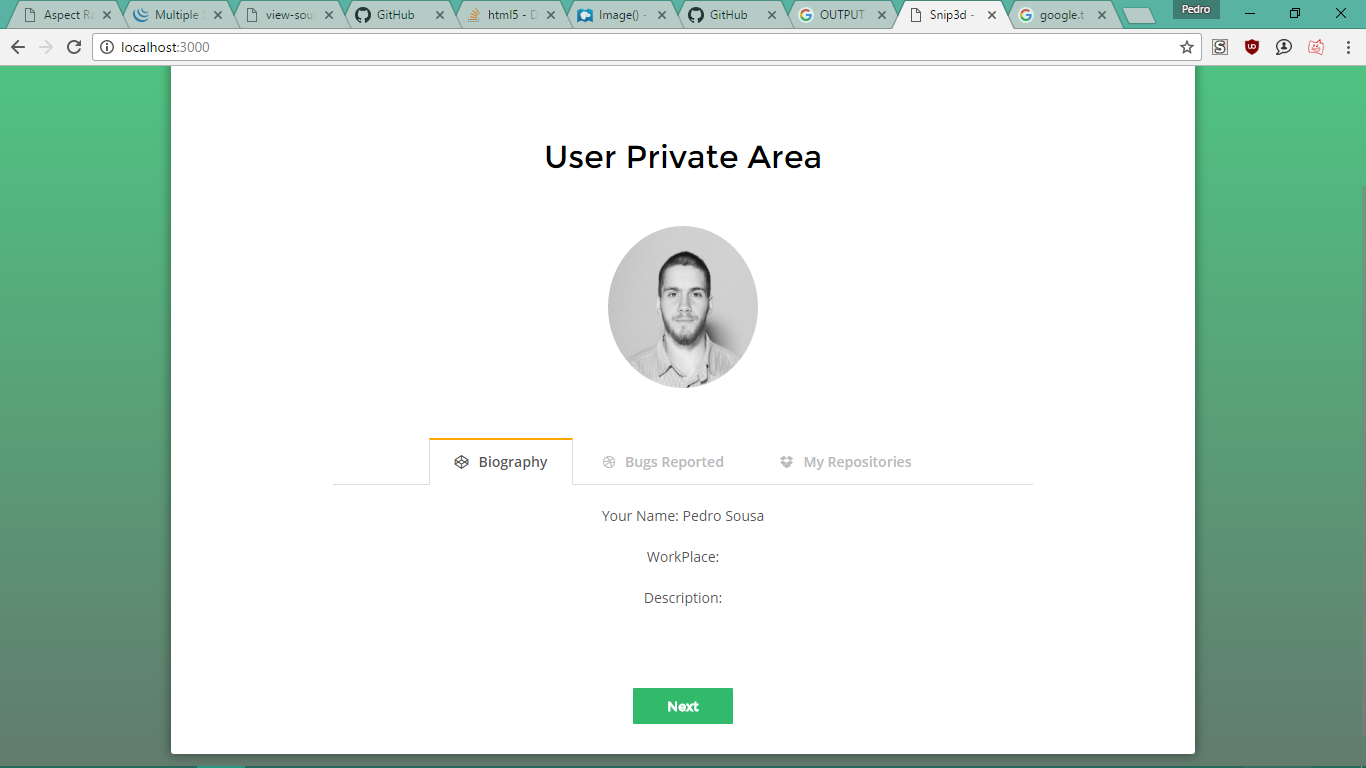 Aspect Ra
Multiple S
view-sou
GitHub
html5 - D
Image() -
GitHub
OUTPUT
Snip3d -
google.t
Pedro
localhost:3000
User Private Area
Biography
Bugs Reported
My Repositories
Your Name: Pedro Sousa
WorkPlace:
Description:
Next